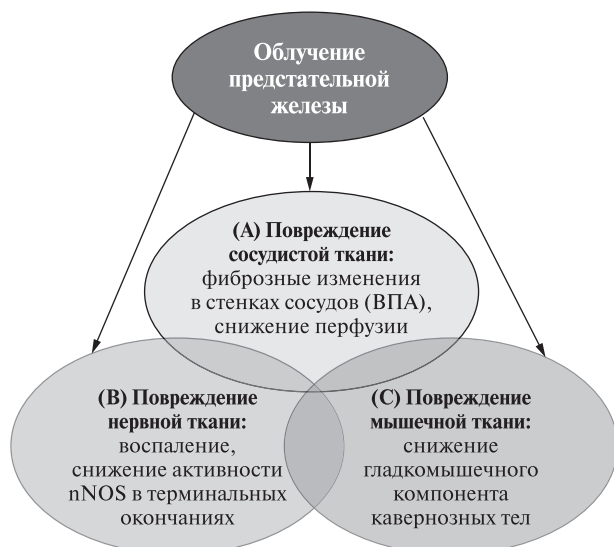 Облучение
предстательной
железы
(А) Повреждение
сосудистой ткани:
фиброзные изменения
в стенках сосудов (ВПА),
снижение перфузии
(В) Повреждение
нервной ткани:
воспаление,
снижение активности
nNOS в терминальных
окончаниях
(С) Повреждение
мышечной ткани:
снижение
гладкомышечного
компонента
кавернозных тел